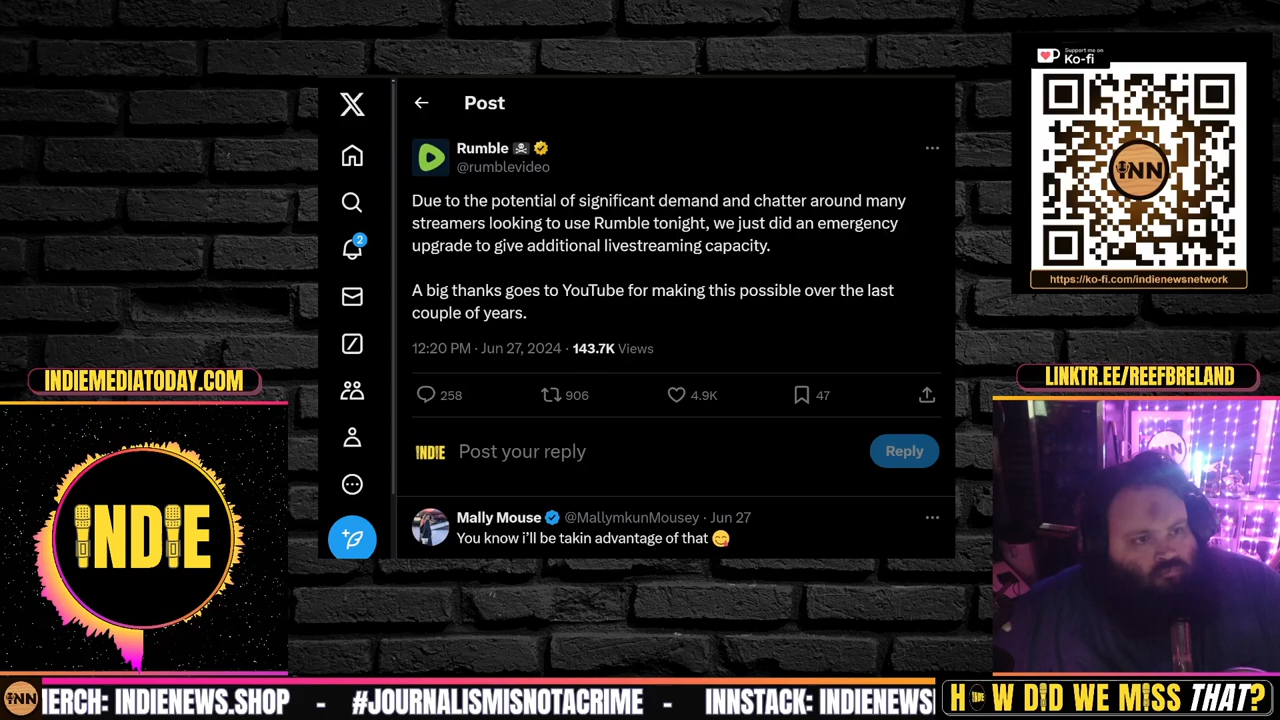 Post
Rumble
@rumblevideo
Due to the potential of significant demand and chatter around many
streamers looking to use Rumble tonight, we just did an emergency
upgrade to give additional livestreaming capacity.
A big thanks goes to YouTube for making this possible over the last
couple of years.
12:20 PM · Jun 27, 2024 · 143.7K Views
258 906 4.9K 47
INDIE Post your reply Reply
Mally Mouse @MallymkunMousey · Jun 27
You know i'll be takin advantage of that 😋
2
Support me on
Ko-fi
INN
https://ko-fi.com/indienewsnetwork
INDIEMEDIATODAY.COM
LINKTR.EE/REEFBRELAND
INDIE
INN
INN IERCH: INDIENEWS.SHOP - #JOURNALISMISNOTACRIME - INNSTACK: INDIENEWS
HOW DID WE MISS THAT?